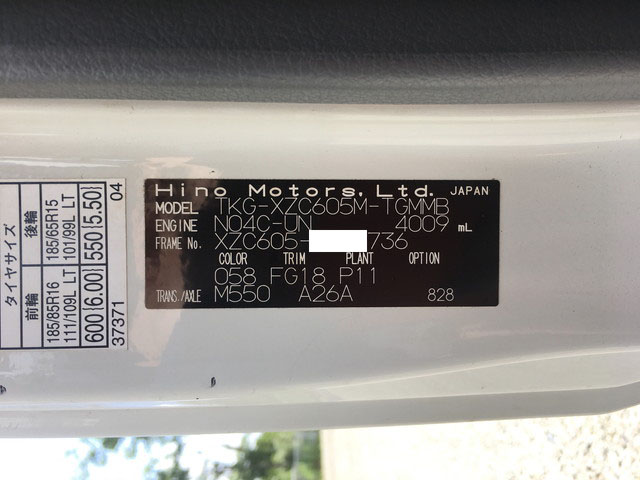 Hino Motors, Ltd. JAPAN
MODEL TKG-XZC605M-TGMMB
ENGINE N04C-UN 4009 mL
FRAME No. XZC605- 736
COLOR TRIM PLANT OPTION
058 FG18 P11
TRANS./AXLE M550 A26A 828
タイヤサイズ
前輪 後輪
185/85R16 185/65R15
111/109L LT 101/99L LT
600(6.00) 550(5.50)
37371 04